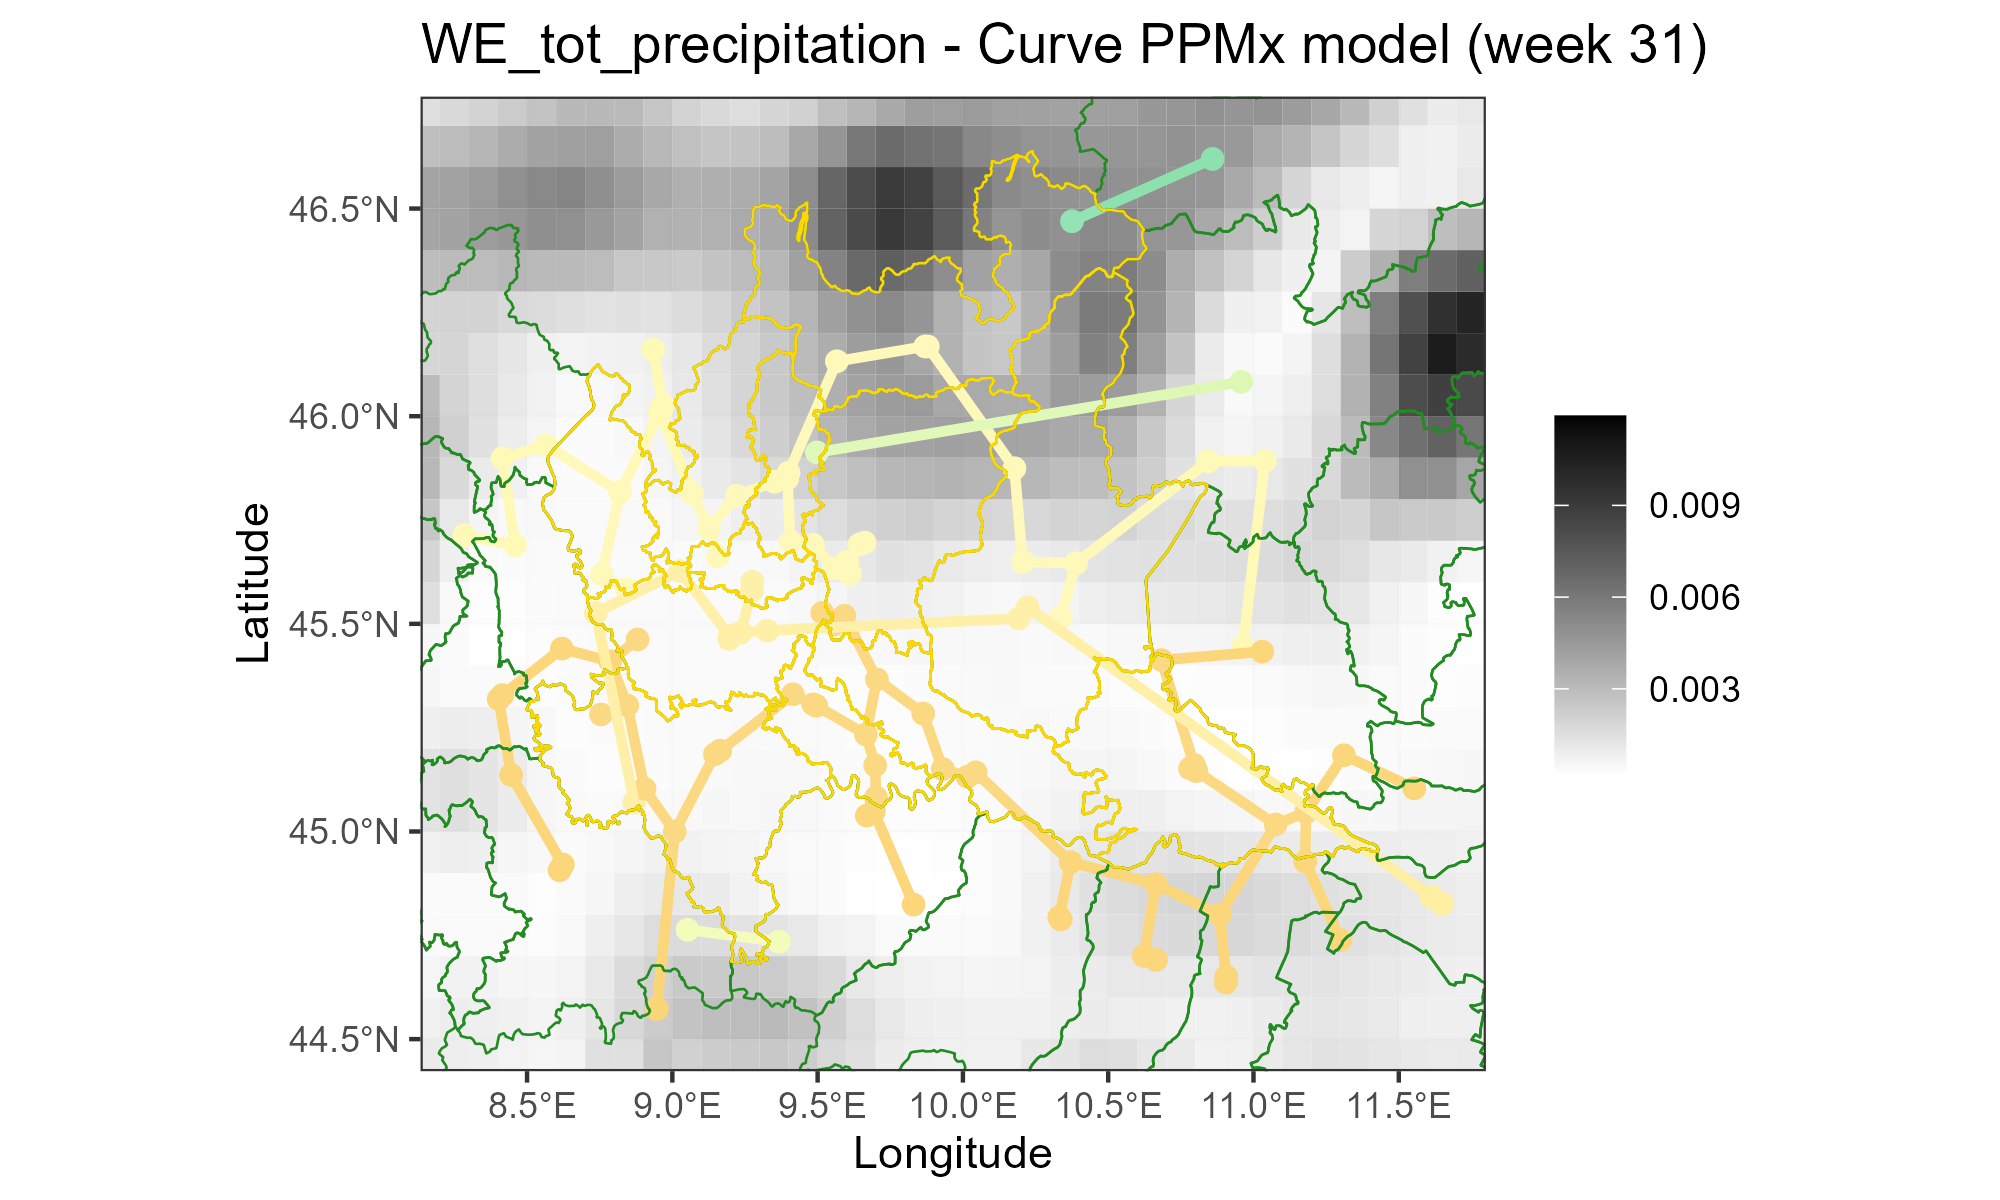 WE_tot_precipitation - Curve PPMx model (week 31)
46.5°N
46.0°N
45.5°N
45.0°N
44.5°N
Latitude
8.5°E 9.0°E 9.5°E 10.0°E 10.5°E 11.0°E 11.5°E
Longitude
0.009
0.006
0.003